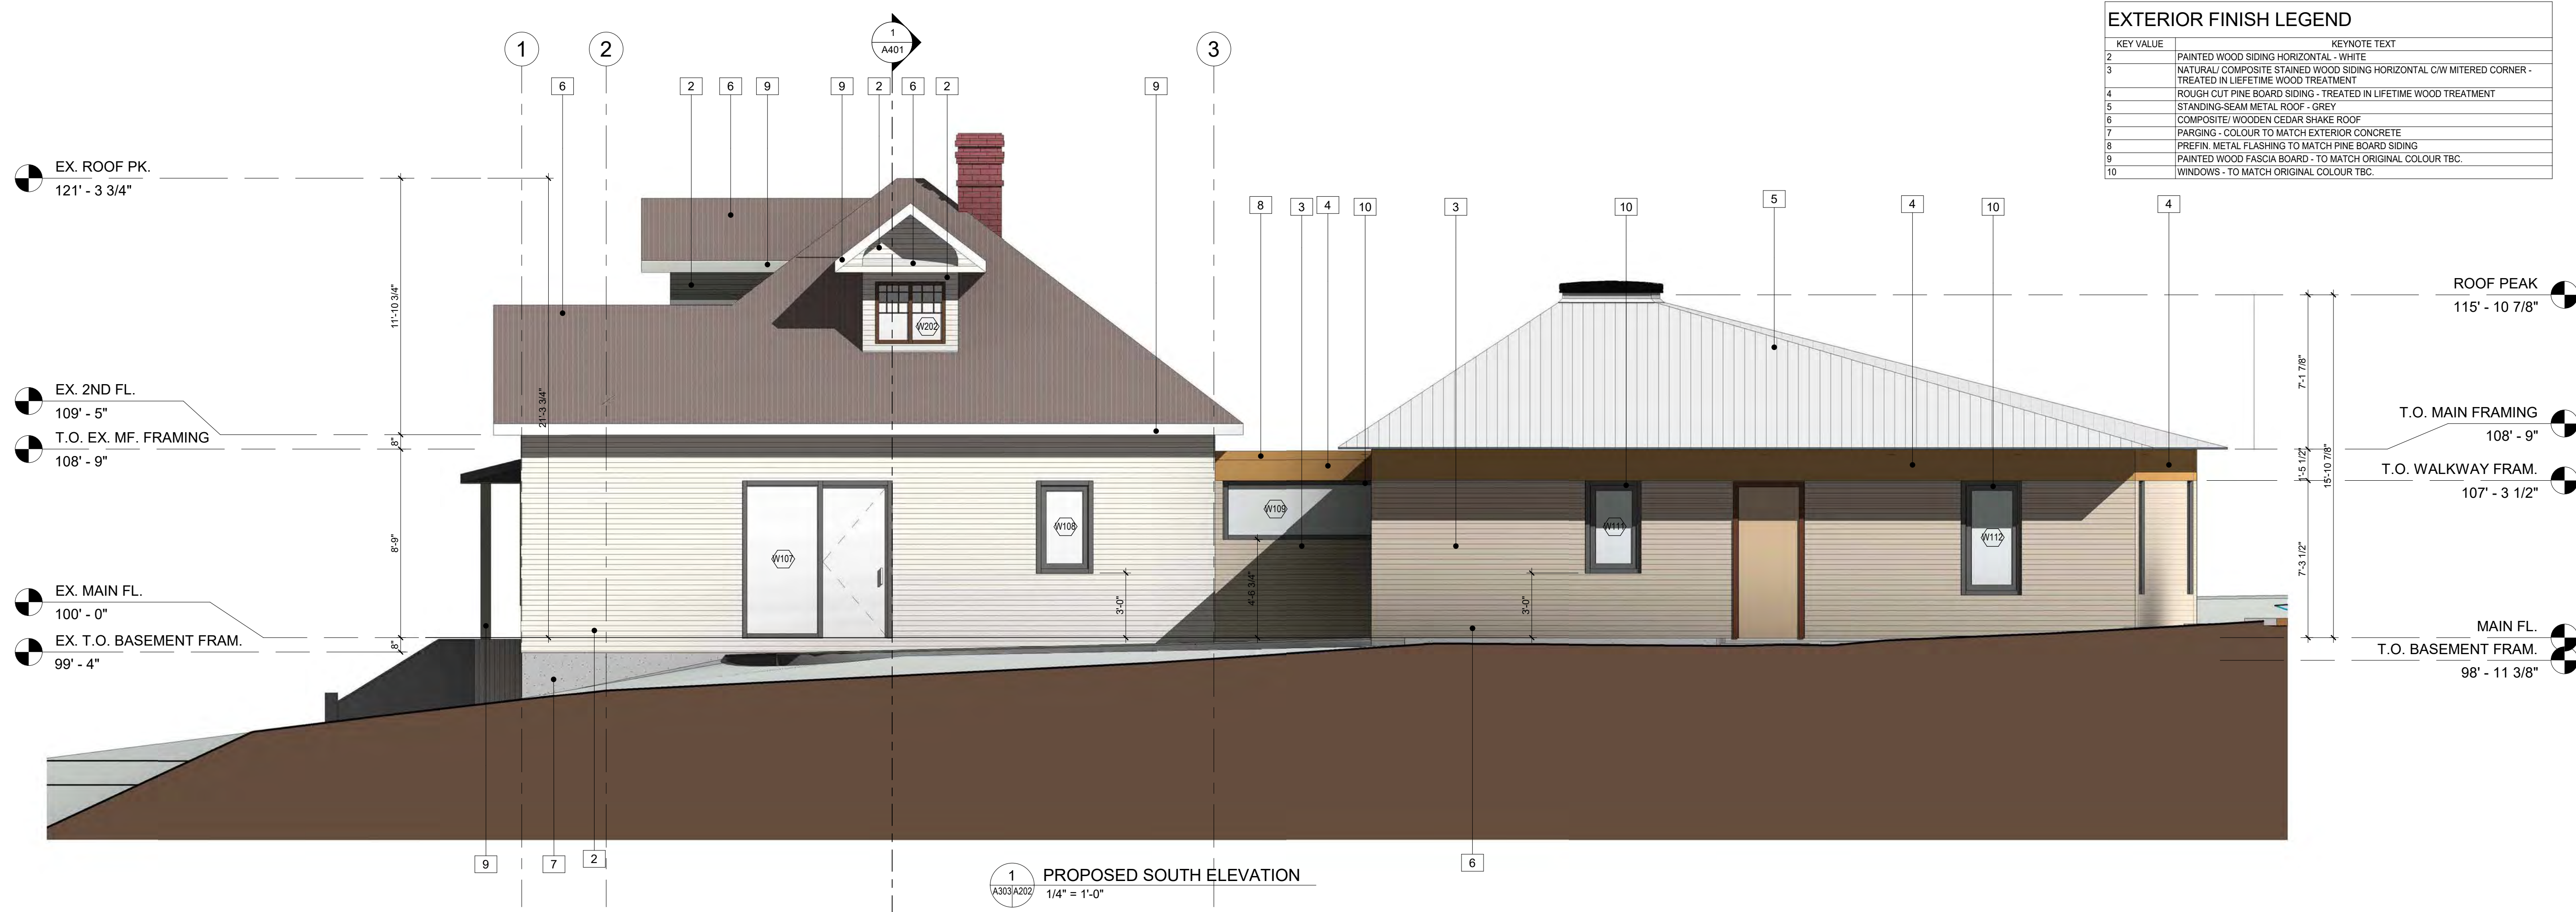 EXTERIOR FINISH LEGEND
KEY VALUE KEYNOTE TEXT
2 PAINTED WOOD SIDING HORIZONTAL - WHITE
3 NATURAL/ COMPOSITE STAINED WOOD SIDING HORIZONTAL C/W MITERED CORNER -
TREATED IN LIEFETIME WOOD TREATMENT
4 ROUGH CUT PINE BOARD SIDING - TREATED IN LIFETIME WOOD TREATMENT
5 STANDING-SEAM METAL ROOF - GREY
6 COMPOSITE/ WOODEN CEDAR SHAKE ROOF
7 PARGING - COLOUR TO MATCH EXTERIOR CONCRETE
8 PREFIN. METAL FLASHING TO MATCH PINE BOARD SIDING
9 PAINTED WOOD FASCIA BOARD - TO MATCH ORIGINAL COLOUR TBC.
10 WINDOWS - TO MATCH ORIGINAL COLOUR TBC.
1 2 3
1
A401
6 2 6 9 9 2 6 2 9
8 3 4 10 3 10 5 4 10 4
EX. ROOF PK.
121' - 3 3/4"
EX. 2ND FL.
109' - 5"
T.O. EX. MF. FRAMING
108' - 9"
EX. MAIN FL.
100' - 0"
EX. T.O. BASEMENT FRAM.
99' - 4"
11'-10 3/4"
8"
8'-9"
8"
21'-3 3/4"
W202
W107
W108
W109
W111
W112
3'-0"
4'-6 3/4"
3'-0"
ROOF PEAK
115' - 10 7/8"
T.O. MAIN FRAMING
108' - 9"
T.O. WALKWAY FRAM.
107' - 3 1/2"
MAIN FL.
T.O. BASEMENT FRAM.
98' - 11 3/8"
7'-1 7/8"
1'-5 1/2"
7'-3 1/2"
15'-10 7/8"
9 7 2 6
1
A303 A202
PROPOSED SOUTH ELEVATION
1/4" = 1'-0"